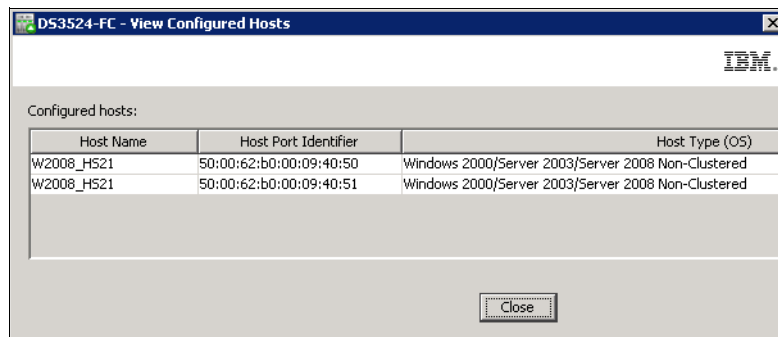 DS3524-FC - View Configured Hosts
IBM.
Configured hosts:
Host Name Host Port Identifier Host Type (OS)
W2008_HS21 50:00:62:b0:00:09:40:50 Windows 2000/Server 2003/Server 2008 Non-Clustered
W2008_HS21 50:00:62:b0:00:09:40:51 Windows 2000/Server 2003/Server 2008 Non-Clustered
Close